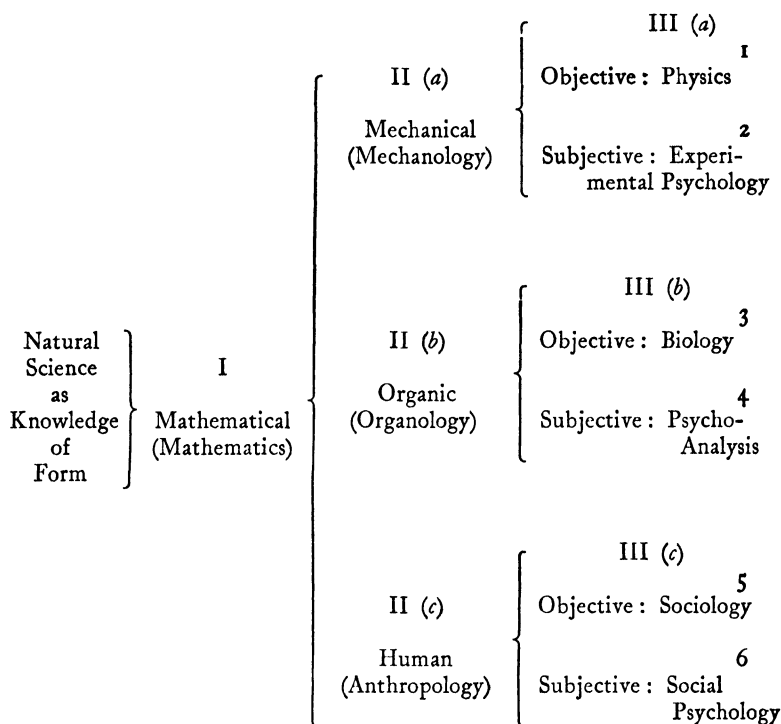 III (a)
1
II (a)
Objective : Physics
Mechanical
(Mechanology)
2
Subjective : Experi-
mental Psychology
III (b)
3
Natural
Science
as
Knowledge
of
Form
I
Mathematical
(Mathematics)
II (b)
Organic
(Organology)
Objective : Biology
4
Subjective : Psycho-
Analysis
III (c)
5
II (c)
Objective : Sociology
Human
(Anthropology)
6
Subjective : Social
Psychology